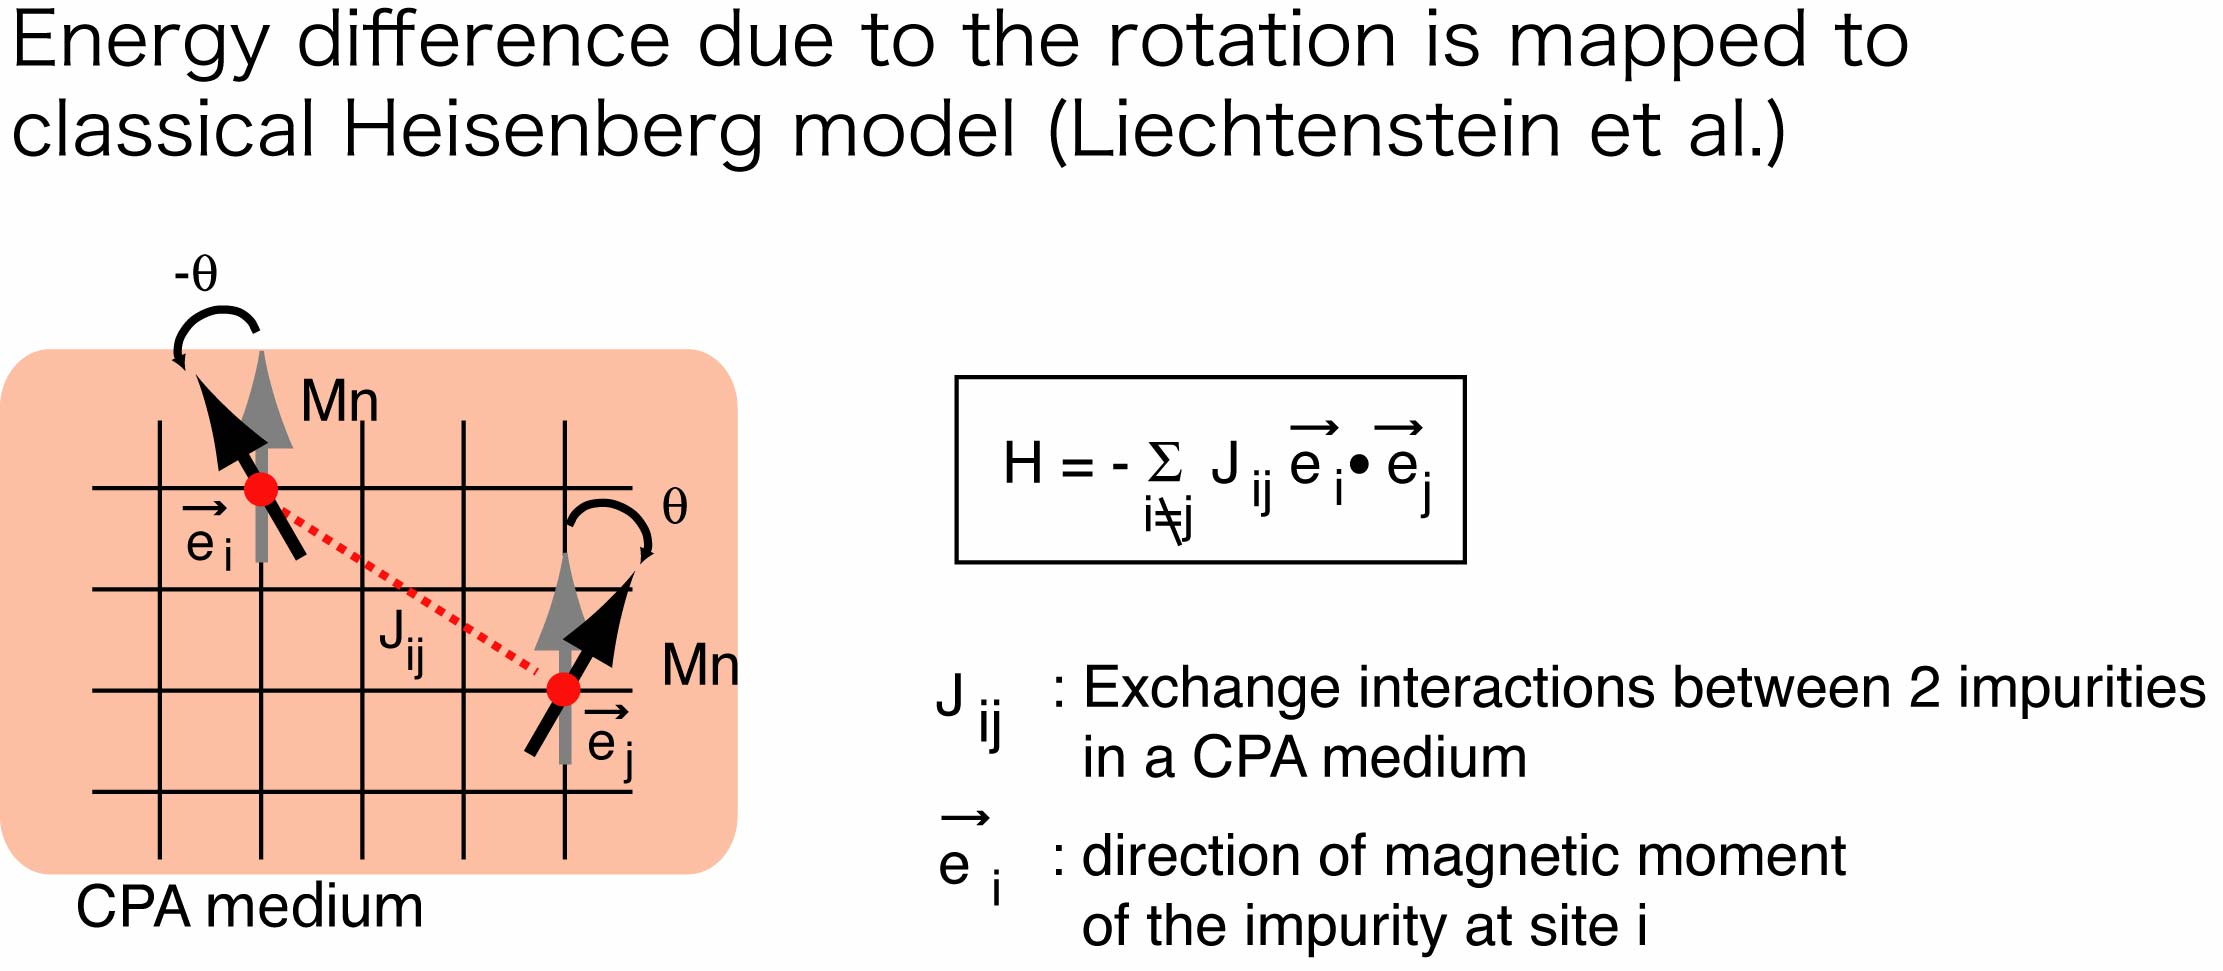 Energy difference due to the rotation is mapped to
classical Heisenberg model (Liechtenstein et al.)
-θ
Mn
e⃗ i
θ
J ij
Mn
e⃗ j
CPA medium
H = - Σ J ij e⃗ i • e⃗ j
i≠j
J ij : Exchange interactions between 2 impurities
in a CPA medium
e⃗ i : direction of magnetic moment
of the impurity at site i